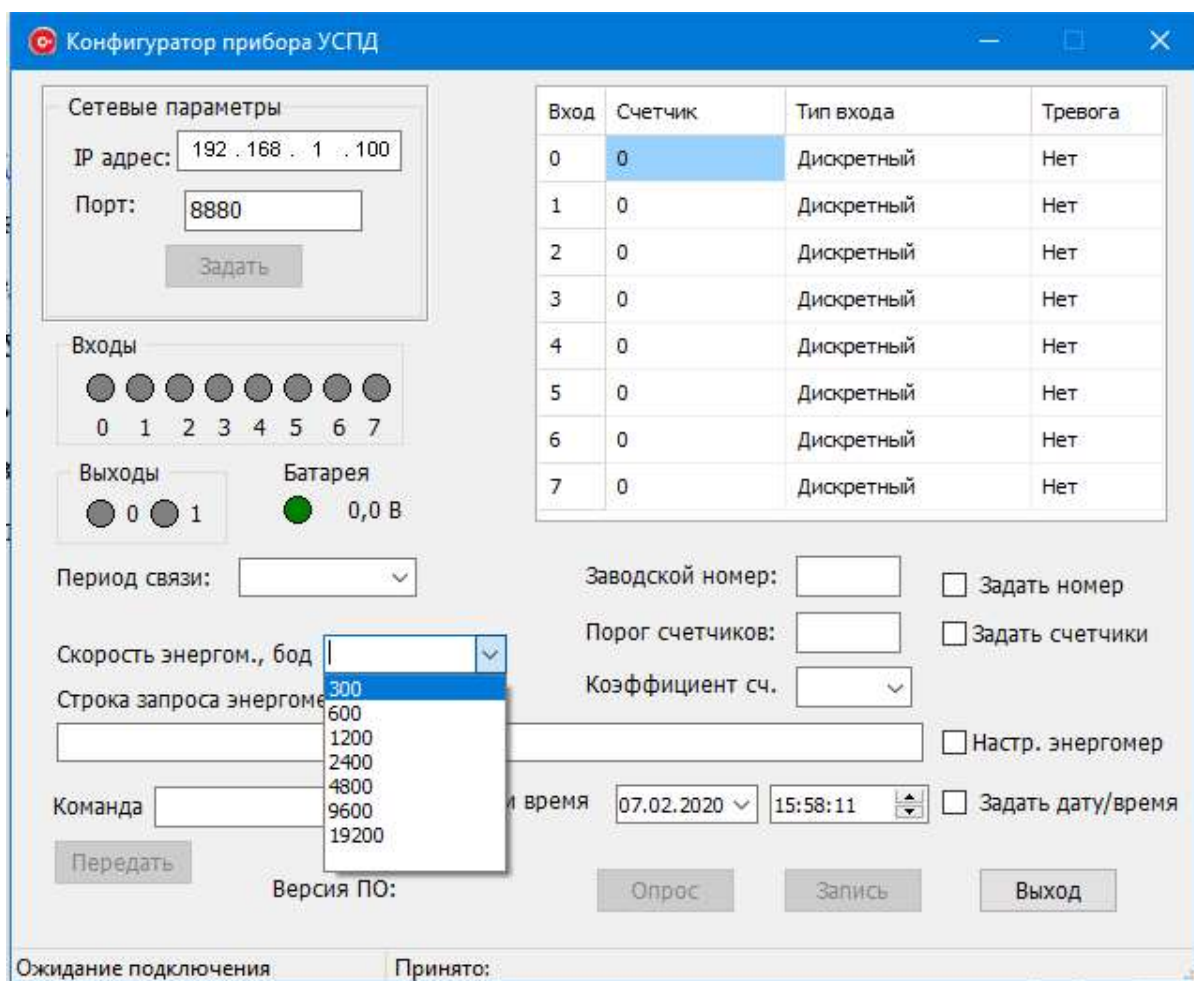 Конфигуратор прибора УСПД
Сетевые параметры
IP адрес: 192 . 168 . 1 . 100
Порт: 8880
Задать
Вход Счетчик Тип входа Тревога
0 0 Дискретный Нет
1 0 Дискретный Нет
2 0 Дискретный Нет
3 0 Дискретный Нет
4 0 Дискретный Нет
5 0 Дискретный Нет
6 0 Дискретный Нет
7 0 Дискретный Нет
Входы
0 1 2 3 4 5 6 7
Выходы
0 1
Батарея
0,0 В
Период связи:
Заводской номер:
Задать номер
Порог счетчиков:
Задать счетчики
Скорость энергом., бод
Коэффициент сч.
300
600
1200
2400
4800
9600
19200
Строка запроса
Настр. энергомер
Команда
время 07.02.2020 15:58:11
Задать дату/время
Передать
Версия ПО:
Опрос
Запись
Выход
Ожидание подключения
Принято: